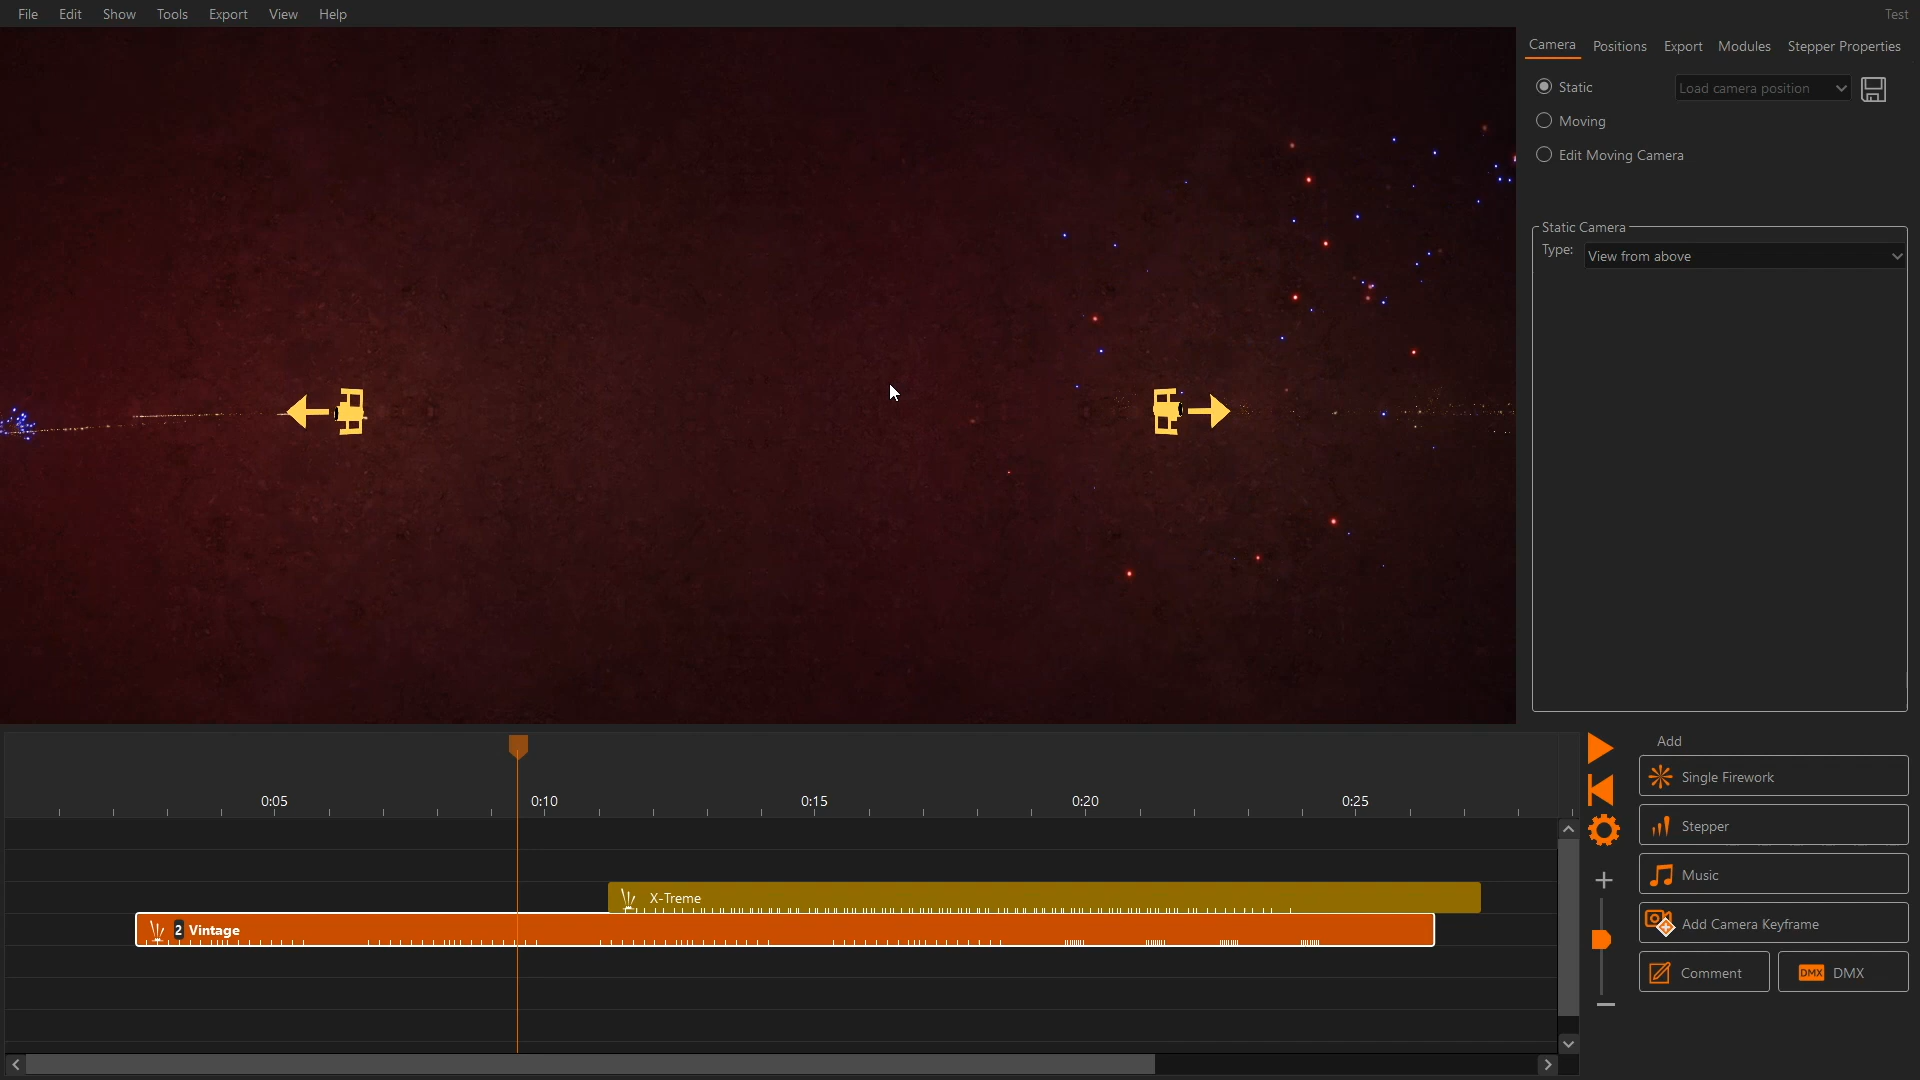 File Edit Show Tools Export View Help Test
Camera Positions Export Modules Stepper Properties
Static Load camera position
Moving
Edit Moving Camera
Static Camera
Type: View from above
Add
0:05 0:10 0:15 0:20 0:25
Single Firework
Stepper
X-Treme
Music
2 Vintage
Add Camera Keyframe
Comment DMX DMX